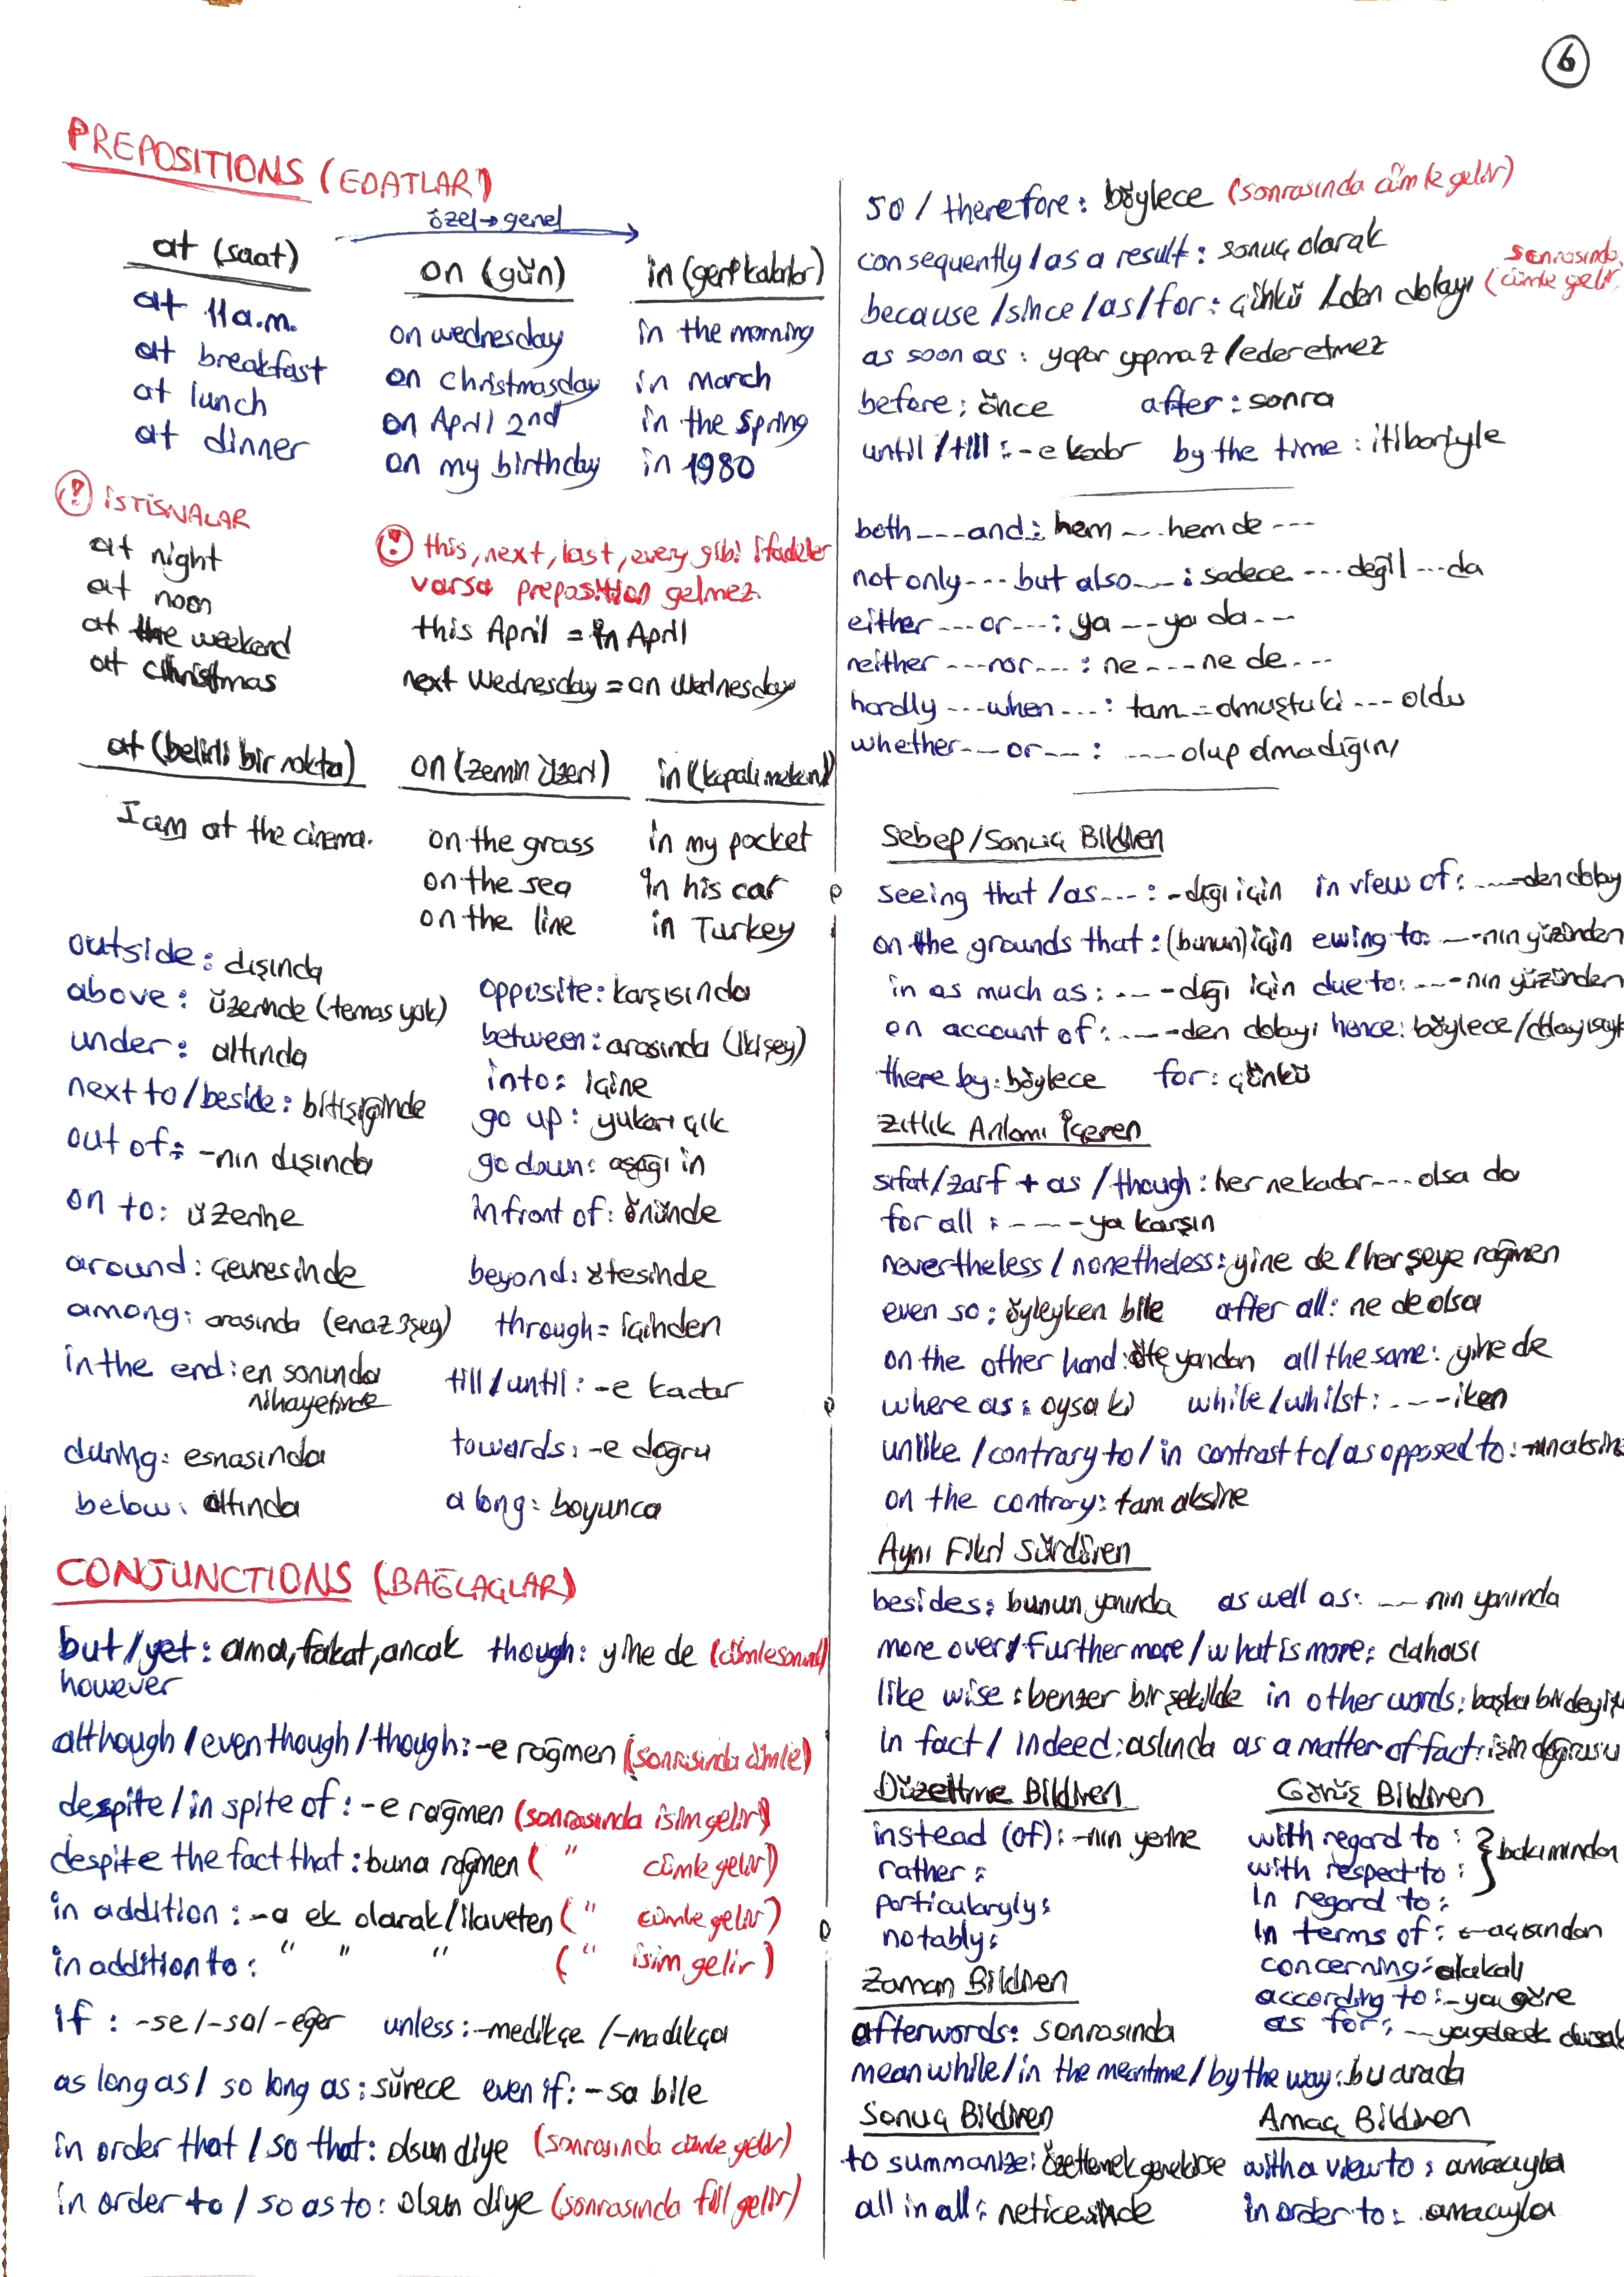 6
PREPOSITIONS (EDATLAR)
özel→genel
at (saat)
at 11 a.m.
at breakfast
at lunch
at dinner
on (gün)
on wednesday
on christmasday
on April 2nd
on my birthday
in (geri kalanlar)
in the morning
in march
in the spring
in 1980
! İSTİSNALAR
at night
at noon
at the weekend
at christmas
! this, next, last, every gibi ifadeler
varsa preposition gelmez.
this April = in April
next Wednesday = on Wednesday
at (belirli bir nokta)
I am at the cinema.
on (zemin üzeri)
on the grass
on the sea
on the line
in (kapalı mekan)
in my pocket
in his car
in Turkey
outside: dışında
above: üzerinde (temas yok)
under: altında
next to/beside: bitişiğinde
out of: -nın dışında
on to: üzerine
around: çevresinde
among: arasında (en az 3 şey)
in the end: en sonunda
nihayetinde
during: esnasında
below: altında
opposite: karşısında
between: arasında (iki şey)
into: içine
go up: yukarı çık
go down: aşağı in
in front of: önünde
beyond: ötesinde
through= içinden
till/until: -e kadar
towards: -e doğru
along: boyunca
CONJUNCTIONS (BAĞLAÇLAR)
but/yet: ama, fakat, ancak though: yine de (cümle sonu)
however
although/even though/though: -e rağmen (sonrasında cümle)
despite/in spite of: -e rağmen (sonrasında isim gelir)
despite the fact that: buna rağmen ( " cümle gelir)
in addition: -a ek olarak/ilaveten ( " cümle gelir)
in addition to: " " " ( " isim gelir)
if: -se/-sa/-eğer unless: -medikçe/-madıkça
as long as/ so long as: sürece even if: -sa bile
in order that / so that: olsun diye (sonrasında cümle gelir)
in order to / so as to: olsun diye (sonrasında fiil gelir)
so/ therefore: böylece (sonrasında cümle gelir)
consequently/as a result: sonuç olarak
because/since/as/for: çünkü /den dolayı (sonrasında cümle gelir)
as soon as: yapar yapmaz/eder etmez
before: önce after: sonra
until/till: -e kadar by the time: itibariyle
both ---and: hem --- hem de ---
not only--- but also---: sadece --- değil ---da
either ---or---: ya --- ya da ---
neither ---nor---: ne --- ne de ---
hardly ---when---: tam --- olmuştu ki --- oldu
whether--- or---: ---- olup olmadığını
Sebep/Sonuç Bildiren
seeing that /as---: -dığı için in view of: ---den dolay
on the grounds that: (bunun) için ewing to: ---nın yüzünden
in as much as: --- -dığı için due to: ---nın yüzünden
on account of: ---den dolayı hence: böylece/dolayısıyl
there by: böylece for: çünkü
Zıtlık Anlamı İçeren
sıfat/zarf + as /though: her ne kadar--- olsa da
for all: ----ya karşın
nevertheless/ nonetheless: yine de/her şeye rağmen
even so: öyleyken bile after all: ne de olsa
on the other hand: öte yandan all the same: yine de
where as: oysa ki while/whilst: ----iken
unlike /contrary to/ in contrast to/as opposed to: -nın aksine
on the contrary: tam aksine
Aynı Fikri Sürdüren
besides: bunun yanında as well as: --- nın yanında
more over/further more/what is more: dahası
like wise: benzer bir şekilde in other words: başka bir deyiş
in fact/ indeed: aslında as a matter of fact: işin doğrusu
Düzeltme Bildiren
instead (of): -nın yerine
rather:
particularyly:
notably:
Görüş Bildiren
with regard to:
with respect to: } bakımından
in regard to:
in terms of: --açısından
concerning: alakalı
according to: -ya göre
as for: --ya gelecek olursak
Zaman Bildiren
afterwords: sonrasında
mean while/in the meantime/by the way: bu arada
Sonuç Bildiren
to summarize: özetlemek gerekirse
all in all: neticesinde
Amaç Bildiren
with a view to: amacıyla
in order to: amacıyla